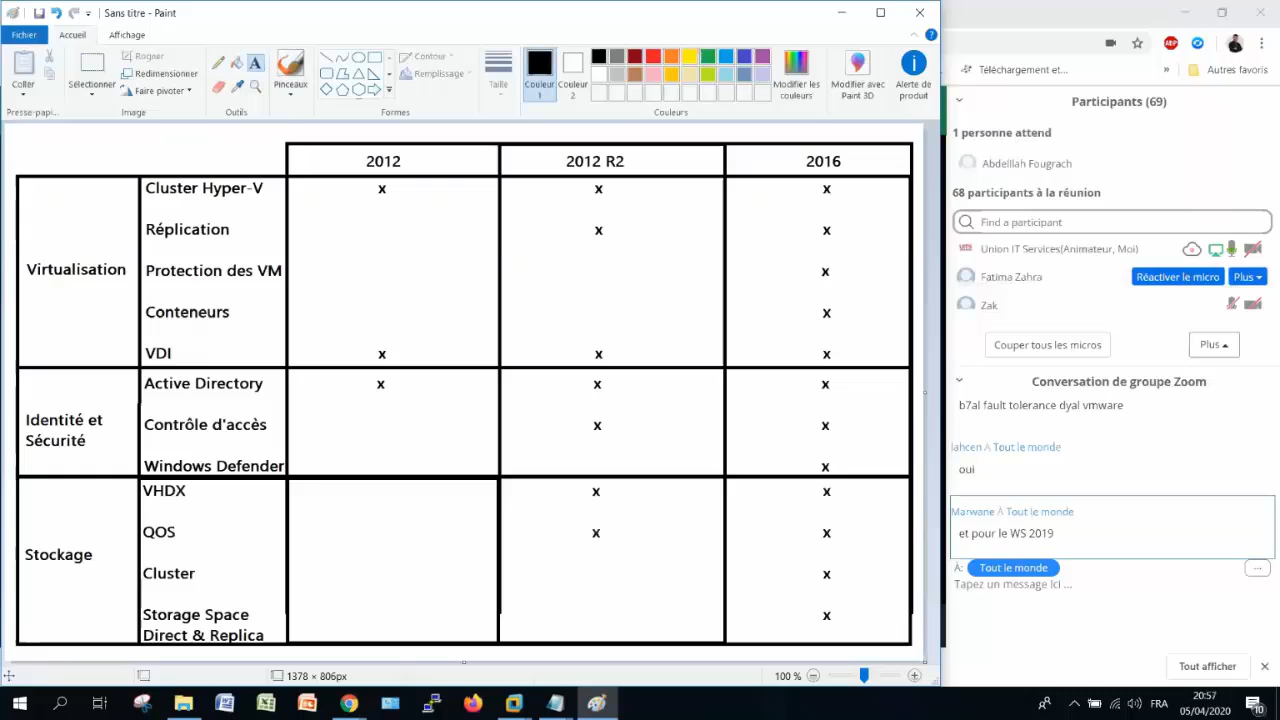 Sans titre - Paint
Fichier
Accueil
Affichage
Coller
Sélectionner
Rogner
Redimensionner
Faire pivoter
A
Pinceaux
Contour
Remplissage
Taille
Couleur 1
Couleur 2
Modifier les couleurs
Modifier avec Paint 3D
Alerte de produit
Presse-papi...
Image
Outils
Formes
Couleurs
2012 2012 R2 2016
Virtualisation
Cluster Hyper-V x x x
Réplication x x
Protection des VM x
Conteneurs x
VDI x x x
Identité et
Sécurité
Active Directory x x x
Contrôle d'accès x x
Windows Defender x
Stockage
VHDX x x
QOS x x
Cluster x
Storage Space x
Direct & Replica
1378 × 806px
100 %
ABP
Téléchargement et...
»
Autres favoris
Participants (69)
1 personne attend
Abdelllah Fougrach
68 participants à la réunion
Find a participant
Union IT Services(Animateur, Moi)
Fatima Zahra
Réactiver le micro
Plus
Zak
Couper tous les micros
Plus
Conversation de groupe Zoom
b7al fault tolerance dyal vmware
lahcen À Tout le monde
oui
Marwane À Tout le monde
et pour le WS 2019
À: Tout le monde ...
Tapez un message ici ...
Tout afficher
FRA
20:57
05/04/2020
10